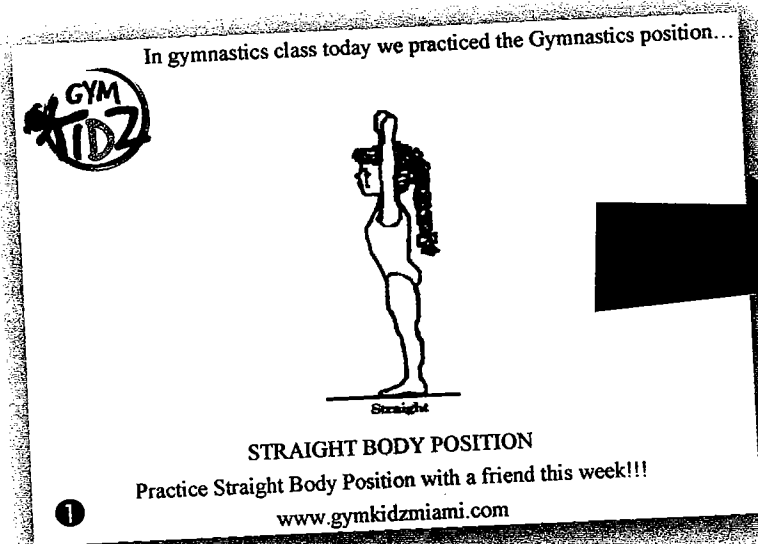 In gymnastics class today we practiced the Gymnastics position...
GYM
KIDZ
Straight
STRAIGHT BODY POSITION
Practice Straight Body Position with a friend this week!!!
1
www.gymkidzmiami.com